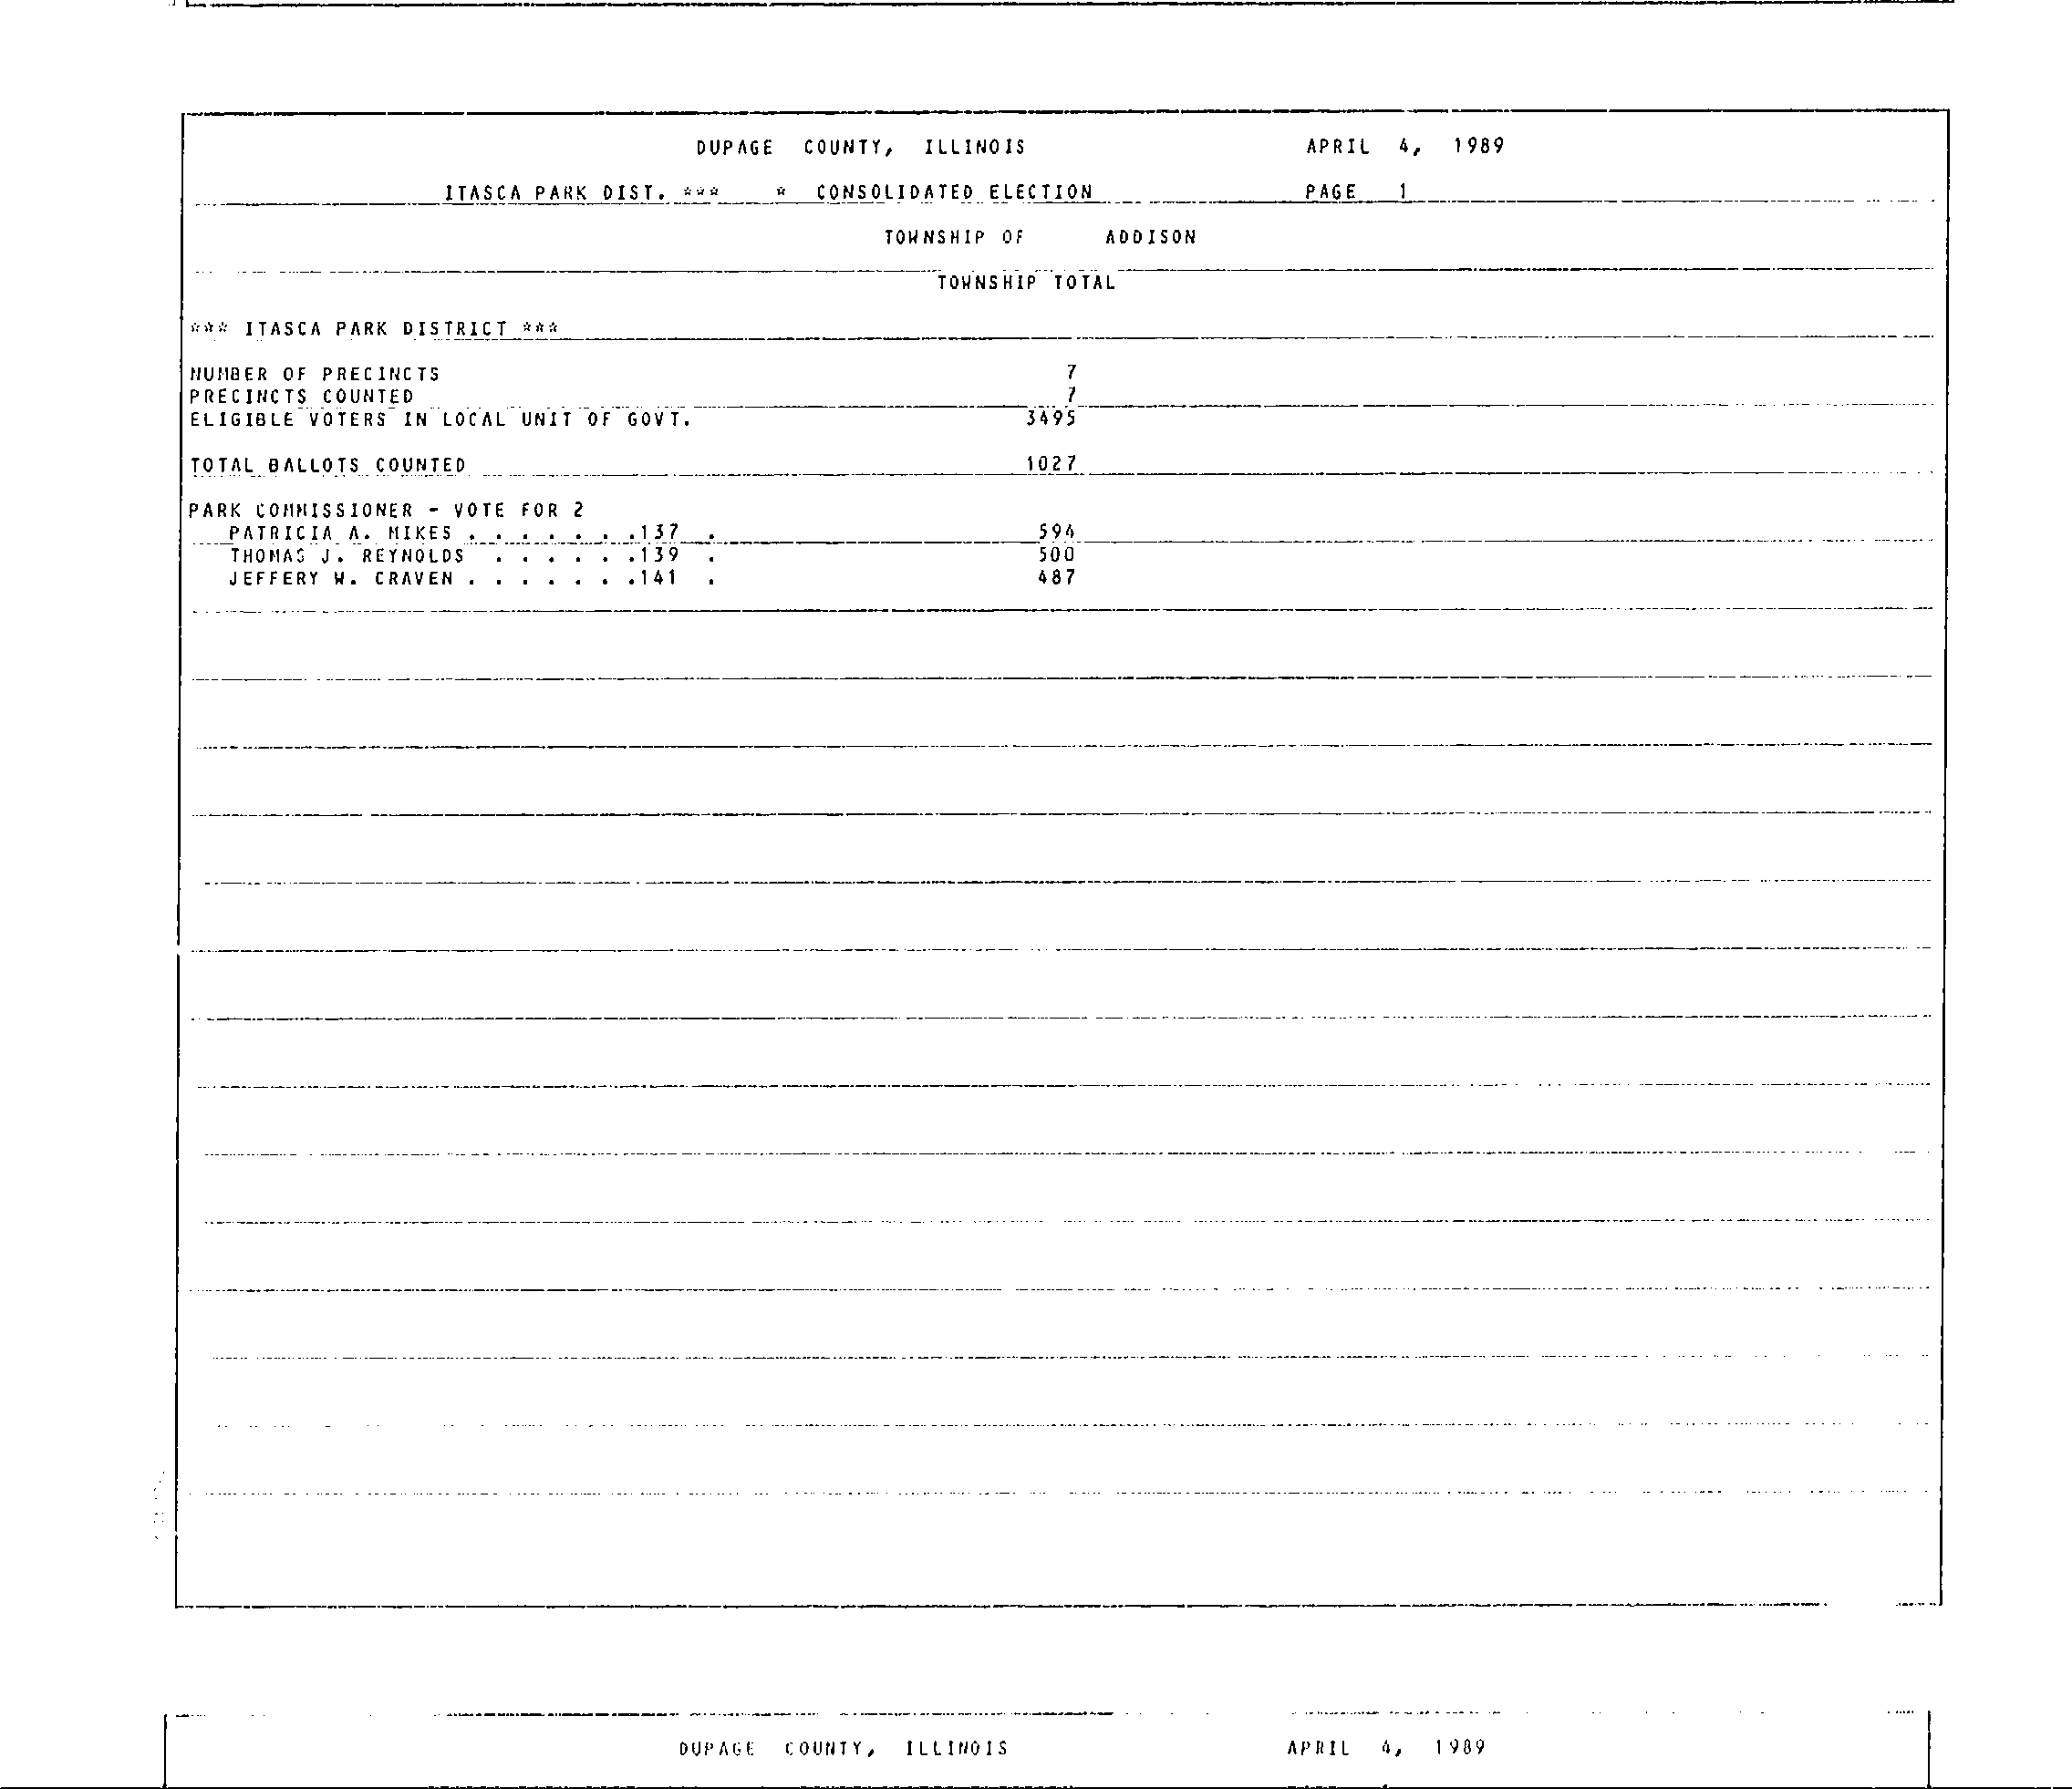 DUPAGE COUNTY, ILLINOIS APRIL 4, 1989
ITASCA PARK DIST. *** * CONSOLIDATED ELECTION PAGE 1
TOWNSHIP OF ADDISON
TOWNSHIP TOTAL
*** ITASCA PARK DISTRICT ***
NUMBER OF PRECINCTS 7
PRECINCTS COUNTED 7
ELIGIBLE VOTERS IN LOCAL UNIT OF GOVT. 3495
TOTAL BALLOTS COUNTED 1027
PARK COMMISSIONER - VOTE FOR 2
PATRICIA A. MIKES . . . . . . .137 . 594
THOMAS J. REYNOLDS . . . . . .139 . 500
JEFFERY W. CRAVEN . . . . . . .141 . 487
DUPAGE COUNTY, ILLINOIS APRIL 4, 1989